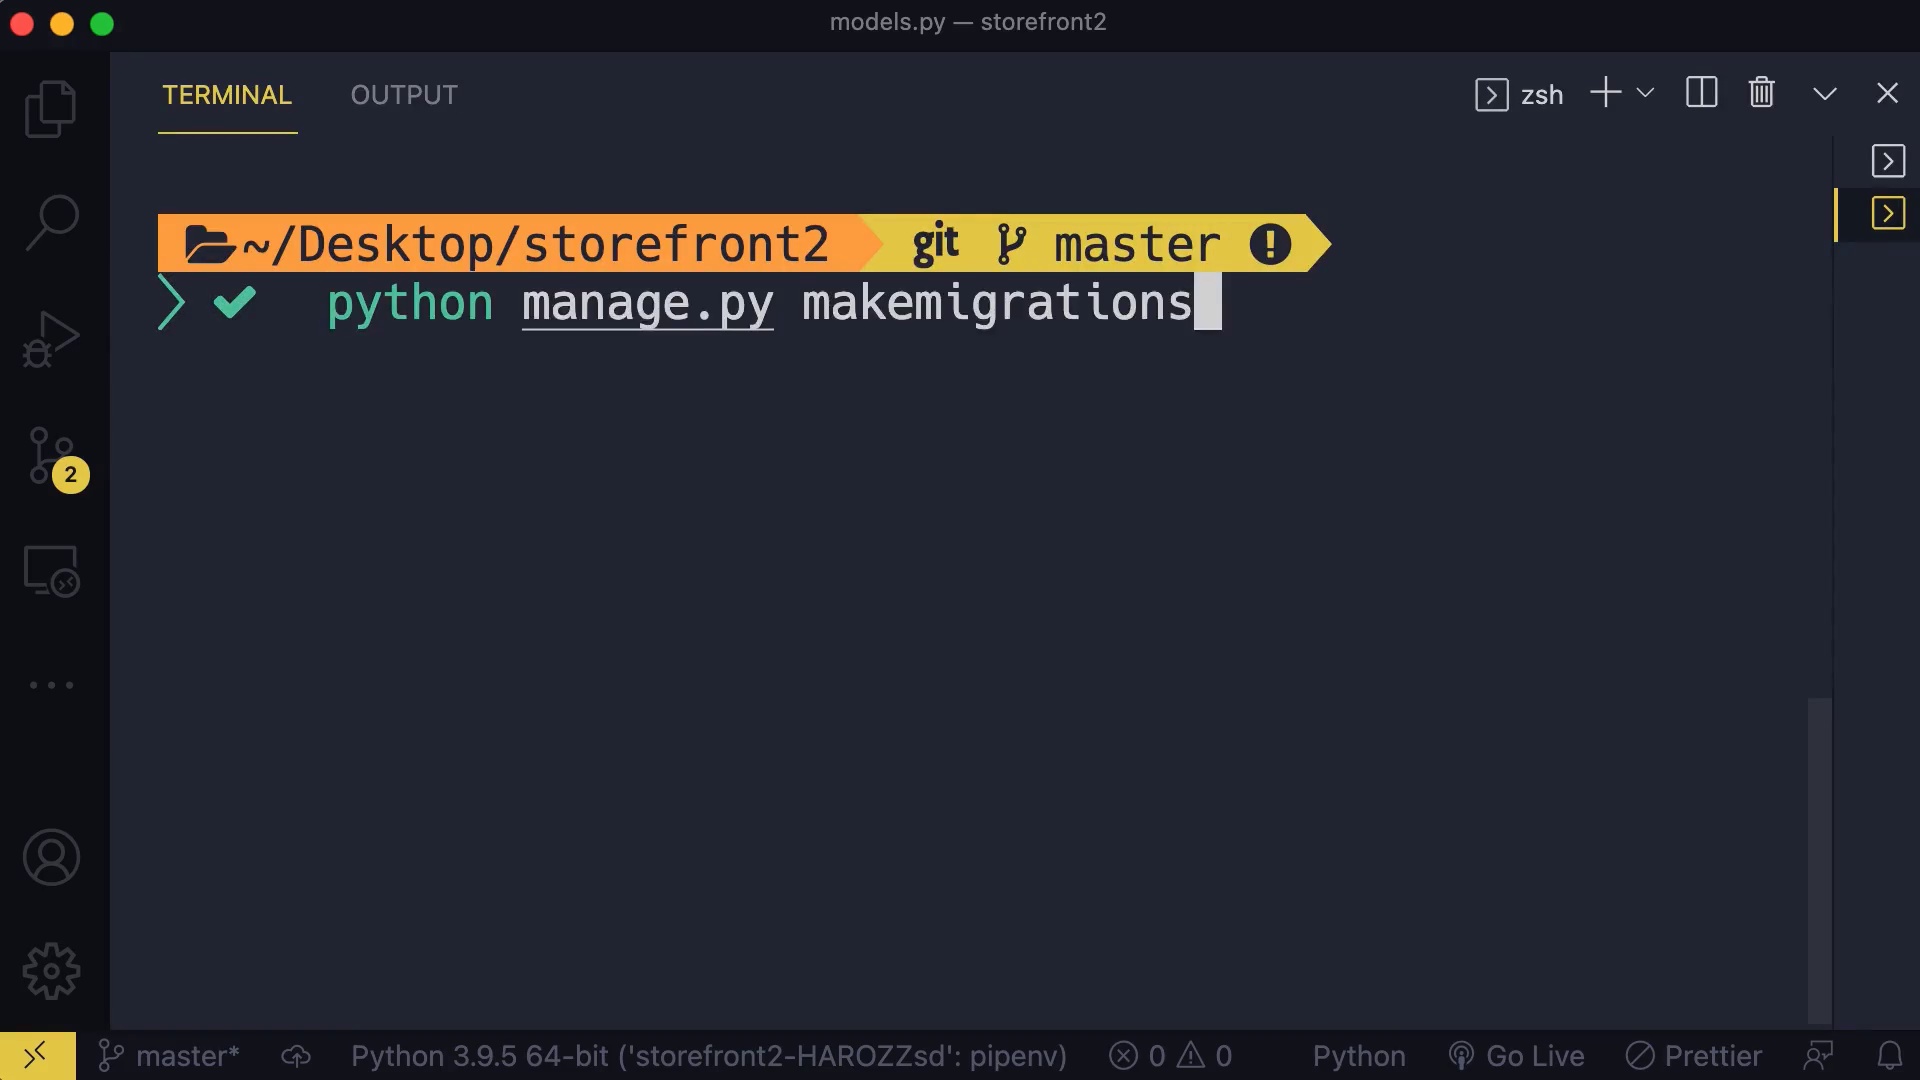 models.py — storefront2
TERMINAL OUTPUT zsh
~/Desktop/storefront2 git master
python manage.py makemigrations
2
master* Python 3.9.5 64-bit ('storefront2-HAROZZsd': pipenv) 0 0 Python Go Live Prettier